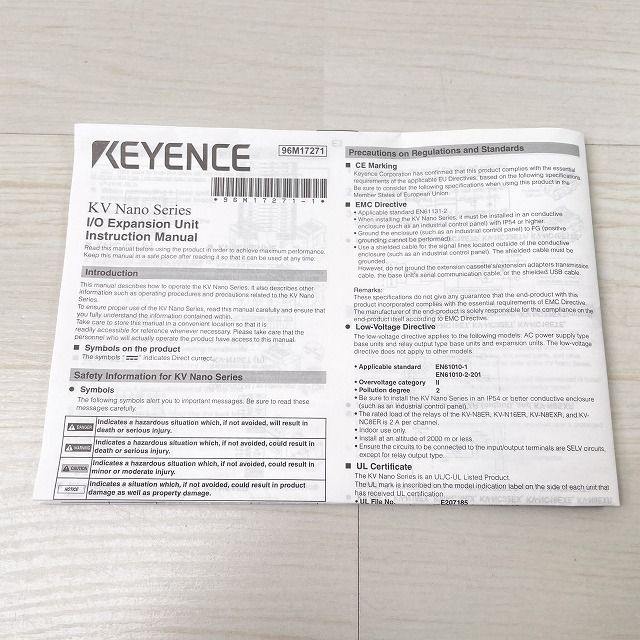 KEYENCE
96M17271
*96M17271-1*
KV Nano Series
I/O Expansion Unit
Instruction Manual
Read this manual before using the product in order to achieve maximum performance.
Keep this manual in a safe place after reading it so that it can be used at any time.
Introduction
This manual describes how to operate the KV Nano Series. It also describes other
information such as operating procedures and precautions related to the KV Nano
Series.
To ensure proper use of the KV Nano Series, read this manual carefully and ensure that
you fully understand the information contained within.
Take care to store this manual in a convenient location so that it is
readily accessible for reference whenever necessary. Please take care that the
personnel who will actually operate the product have access to this manual.
■ Symbols on the product
• The symbols " ⎓ " indicates Direct current.
Safety Information for KV Nano Series
● Symbols
The following symbols alert you to important messages. Be sure to read these
messages carefully.
DANGER
Indicates a hazardous situation which, if not avoided, will result in
death or serious injury.
WARNING
Indicates a hazardous situation which, if not avoided, could result in
death or serious injury.
CAUTION
Indicates a hazardous situation which, if not avoided, could result in
minor or moderate injury.
NOTICE
Indicates a situation which, if not avoided, could result in product
damage as well as property damage.
Precautions on Regulations and Standards
■ CE Marking
Keyence Corporation has confirmed that this product complies with the essential
requirements of the applicable EU Directives, based on the following specifications.
Be sure to consider the following specifications when using this product in the
Member States of European Union.
● EMC Directive
• Applicable standard EN61131-2
• When installing the KV Nano Series, it must be installed in an conductive
enclosure (such as an industrial control panel) with IP54 or higher.
• Ground the enclosure (such as an industrial control panel) to FG (positive
grounding cannot be performed).
• Use a shielded cable for the signal lines located outside of the conductive
enclosure (such as an industrial control panel). The shielded cable must be
grounded.
However, do not ground the extension cassettes/extension adapters transmission
cable, the base unit's serial communication cable, or the shielded USB cable.
Remarks:
These specifications do not give any guarantee that the end-product with this
product incorporated complies with the essential requirements of EMC Directive.
The manufacturer of the end-product is solely responsible for the compliance on the
end-product itself according to EMC Directive.
● Low-Voltage Directive
The low-voltage directive applies to the following models: AC power supply type
base units and relay output type base units and expansion units. The low-voltage
directive does not apply to other models.
• Applicable standard EN61010-1
EN61010-2-201
• Overvoltage category II
• Pollution degree 2
• Be sure to install the KV Nano Series in an IP54 or better conductive enclosure
(such as an industrial control panel).
• The rated load of the relays of the KV-N8ER, KV-N16ER, KV-N8EXR, and KV-
NC8ER is 2 A per channel.
• Indoor use only.
• Install at an altitude of 2000 m or less.
• Ensure the circuits to be connected to the input/output terminals are SELV circuits,
except for relay output type.
■ UL Certificate
The KV Nano Series is an UL/C-UL Listed Product.
The UL mark is inscribed on the model indication label on the side of each unit that
has received UL certification.
• UL File No. E207185